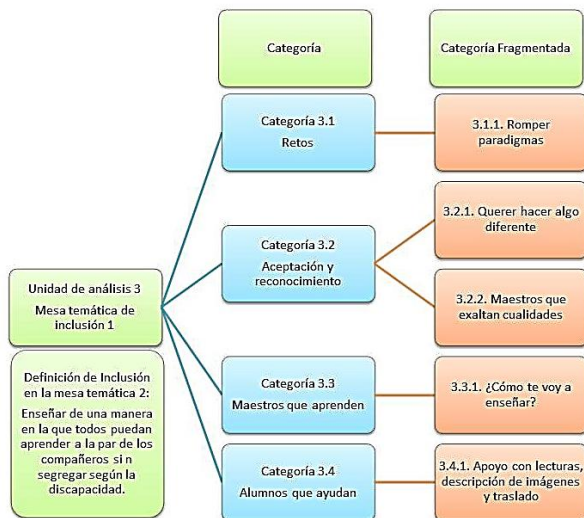 Categoría
Categoría Fragmentada
Categoría 3.1
Retos
3.1.1. Romper
paradigmas
Categoría 3.2
Aceptación y
reconocimiento
3.2.1. Querer hacer algo
diferente
3.2.2. Maestros que
exaltan cualidades
Unidad de análisis 3
Mesa temática de
inclusión 1
Definición de Inclusión
en la mesa temática 2:
Enseñar de una manera
en la que todos puedan
aprender a la par de los
compañeros si n
segregar según la
discapacidad.
Categoría 3.3
Maestros que aprenden
3.3.1. ¿Cómo te voy a
enseñar?
Categoría 3.4
Alumnos que ayudan
3.4.1. Apoyo con lecturas,
descripción de imágenes
y traslado